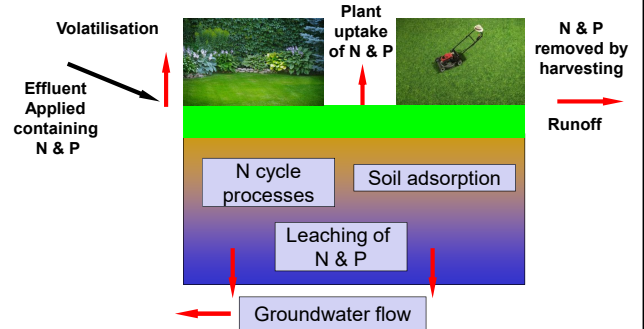 Volatilisation
Effluent
Applied
containing
N & P
Plant
uptake
of N & P
N & P
removed by
harvesting
Runoff
N cycle
processes
Soil adsorption
Leaching of
N & P
Groundwater flow